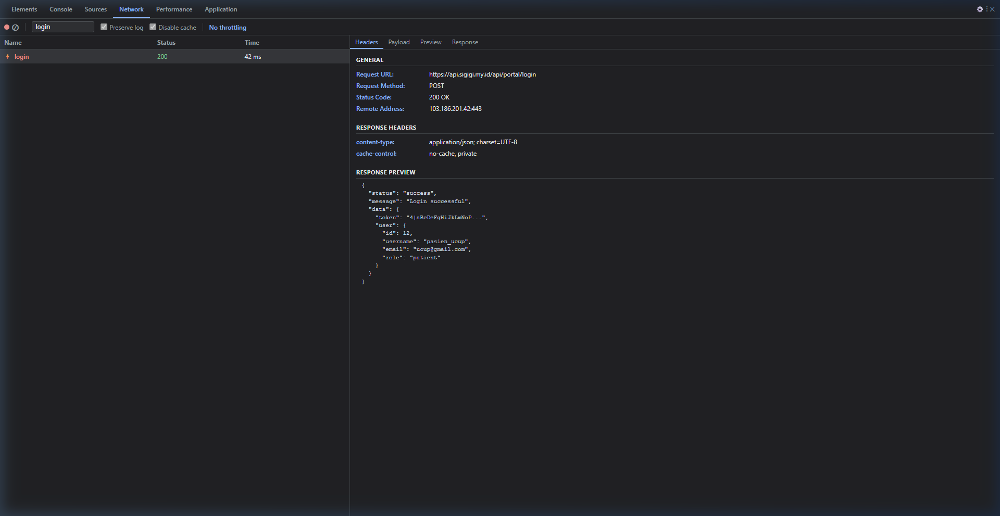 Elements Console Sources Network Performance Application
login Preserve log Disable cache No throttling
Name Status Time
login 200 42 ms
Headers Payload Preview Response
GENERAL
Request URL: https://api.sigigi.my.id/api/portal/login
Request Method: POST
Status Code: 200 OK
Remote Address: 103.186.201.42:443
RESPONSE HEADERS
content-type: application/json; charset=UTF-8
cache-control: no-cache, private
RESPONSE PREVIEW
{
  "status": "success",
  "message": "Login successful",
  "data": {
    "token": "4|aBcDeFgHiJkLmNoP...",
    "user": {
      "id": 12,
      "username": "pasien_ucup",
      "email": "ucup@gmail.com",
      "role": "patient"
    }
  }
}